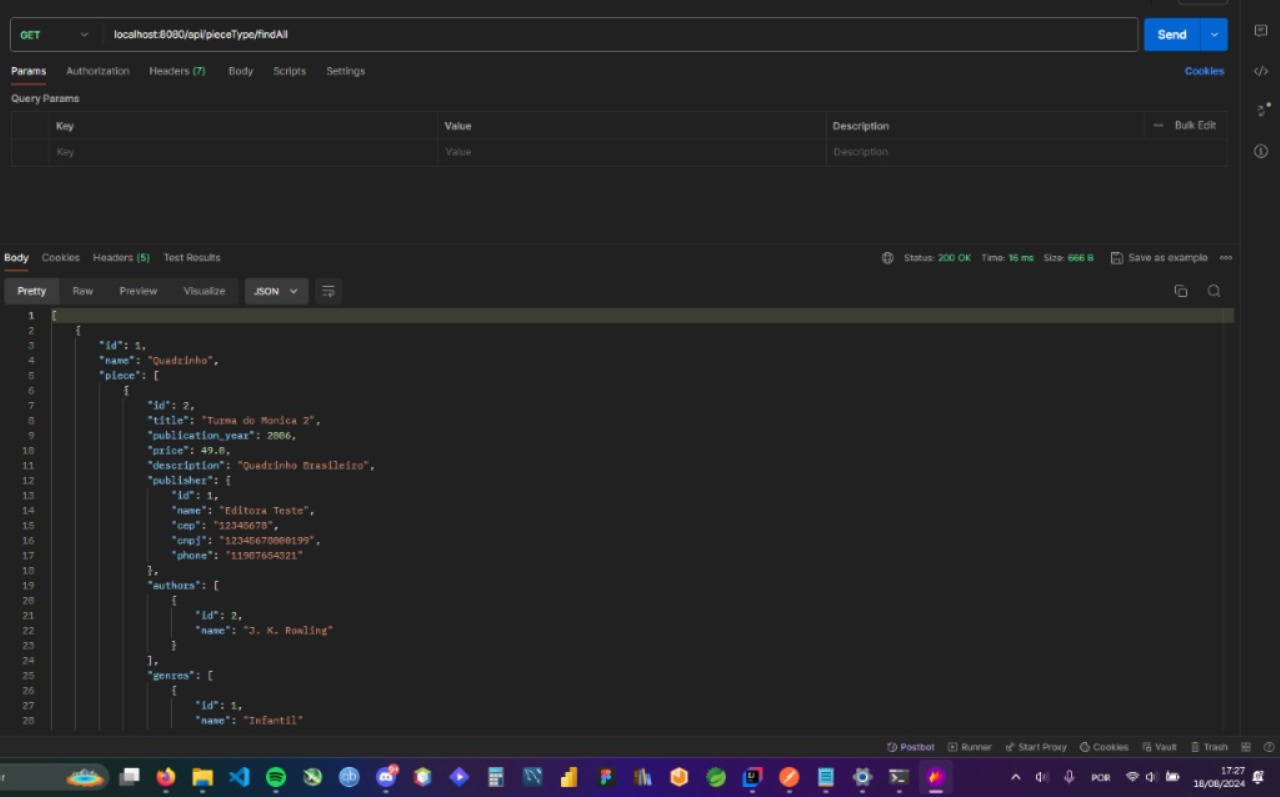 GET localhost:8080/api/pieceType/findAll Send
Params Authorization Headers (7) Body Scripts Settings Cookies
Query Params
Key Value Description Bulk Edit
Key Value Description
Body Cookies Headers (5) Test Results Status: 200 OK Time: 16 ms Size: 666 B Save as example
Pretty Raw Preview Visualize JSON
1 [
2 {
3 "id": 1,
4 "name": "Quadrinho",
5 "piece": [
6 {
7 "id": 2,
8 "title": "Turma do Monica 2",
9 "publication_year": 2006,
10 "price": 49.0,
11 "description": "Quadrinho Brasileiro",
12 "publisher": {
13 "id": 1,
14 "name": "Editora Teste",
15 "cep": "12345678",
16 "cnpj": "12345678000199",
17 "phone": "11987654321"
18 },
19 "authors": [
20 {
21 "id": 2,
22 "name": "J. K. Rowling"
23 }
24 ],
25 "genres": [
26 {
27 "id": 1,
28 "name": "Infantil"
Postbot Runner Start Proxy Cookies Vault Trash
POR 17:27
18/08/2024